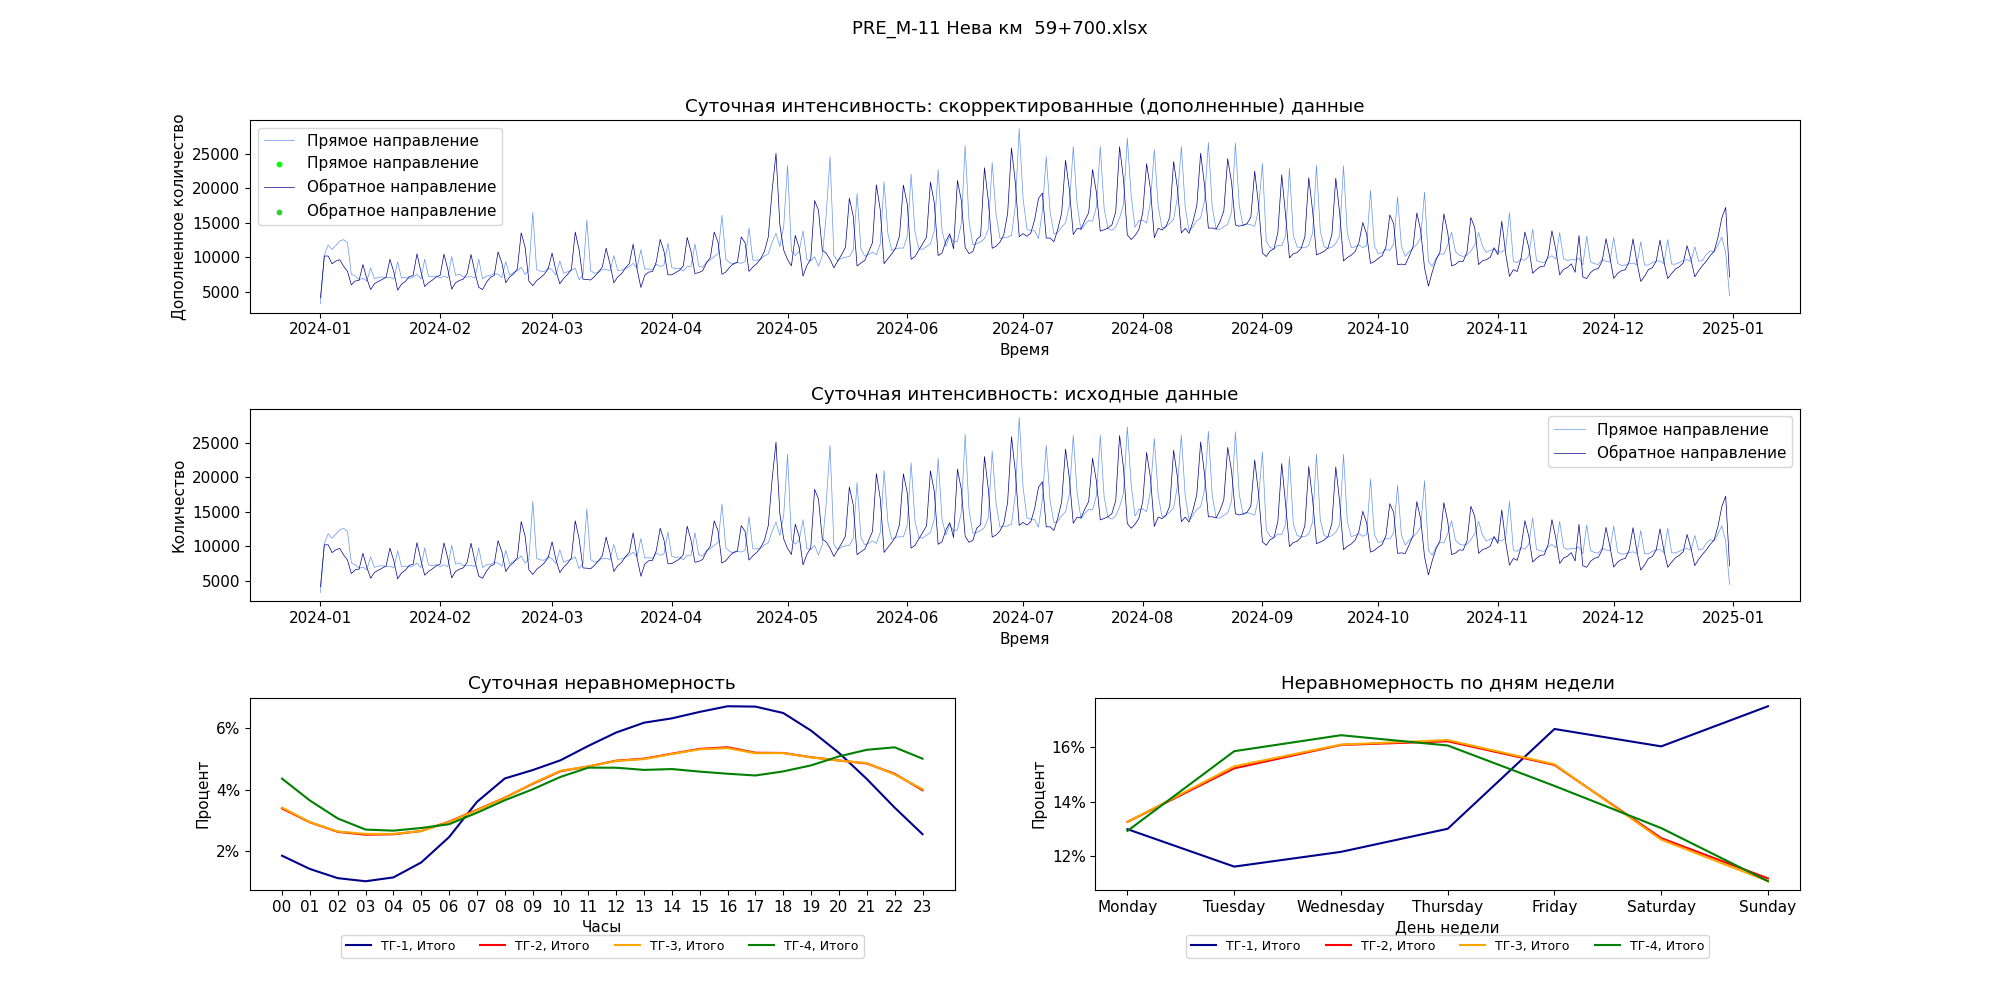 PRE_М-11 Нева км  59+700.xlsx
Суточная интенсивность: скорректированные (дополненные) данные
Дополненное количество
25000
20000
15000
10000
5000
Прямое направление
Прямое направление
Обратное направление
Обратное направление
2024-01 2024-02 2024-03 2024-04 2024-05 2024-06 2024-07 2024-08 2024-09 2024-10 2024-11 2024-12 2025-01
Время
Суточная интенсивность: исходные данные
Количество
25000
20000
15000
10000
5000
Прямое направление
Обратное направление
2024-01 2024-02 2024-03 2024-04 2024-05 2024-06 2024-07 2024-08 2024-09 2024-10 2024-11 2024-12 2025-01
Время
Суточная неравномерность
Процент
6%
4%
2%
00 01 02 03 04 05 06 07 08 09 10 11 12 13 14 15 16 17 18 19 20 21 22 23
Часы
ТГ-1, Итого ТГ-2, Итого ТГ-3, Итого ТГ-4, Итого
Неравномерность по дням недели
Процент
16%
14%
12%
Monday Tuesday Wednesday Thursday Friday Saturday Sunday
День недели
ТГ-1, Итого ТГ-2, Итого ТГ-3, Итого ТГ-4, Итого